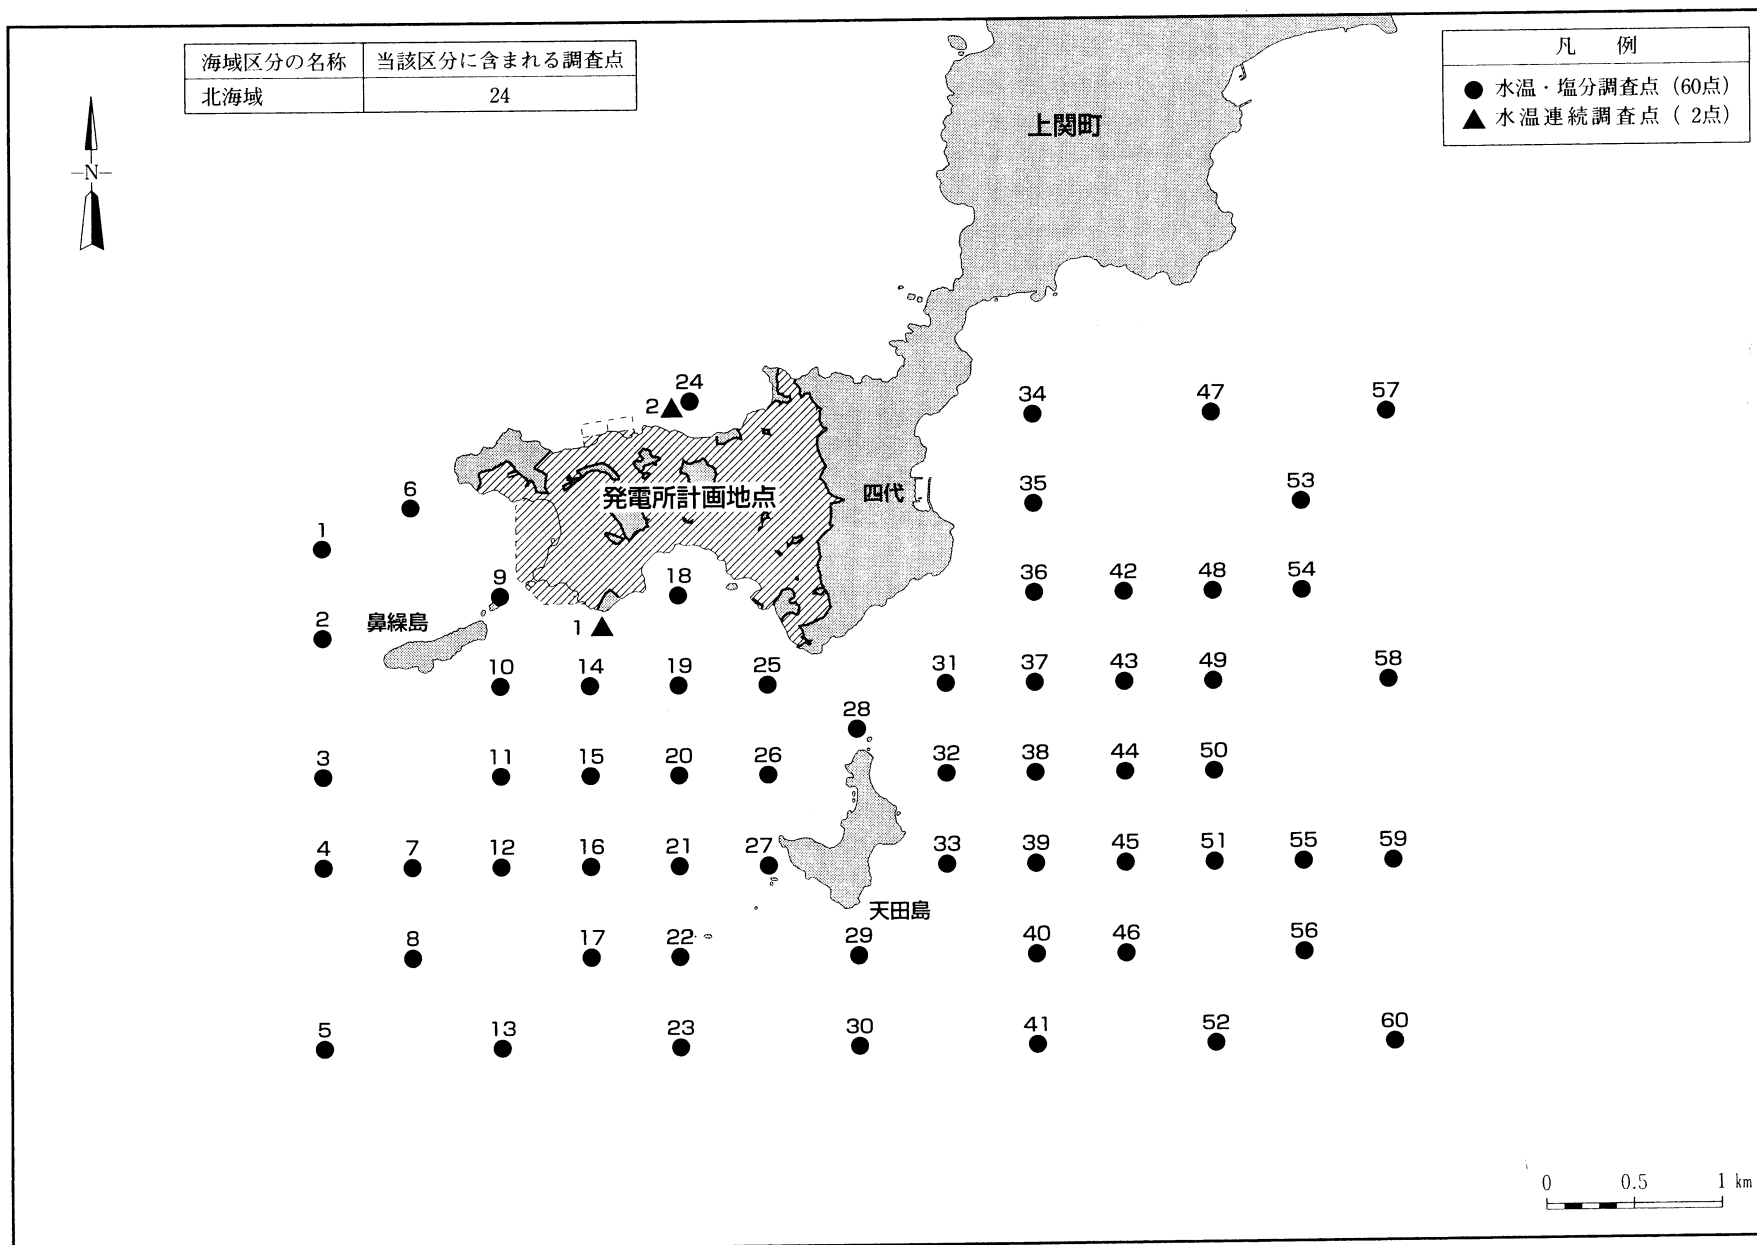 海域区分の名称 当該区分に含まれる調査点
北海域 24
凡 例
● 水温・塩分調査点（60点）
▲ 水温連続調査点（ 2点）
N
上関町
24 34 47 57
2
発電所計画地点
四代
6 35 53
1
9 18 36 42 48 54
2 鼻繰島 1
10 14 19 25 31 37 43 49 58
28
3 11 15 20 26 32 38 44 50
4 7 12 16 21 27 33 39 45 51 55 59
天田島
8 17 22 29 40 46 56
5 13 23 30 41 52 60
0 0.5 1 km